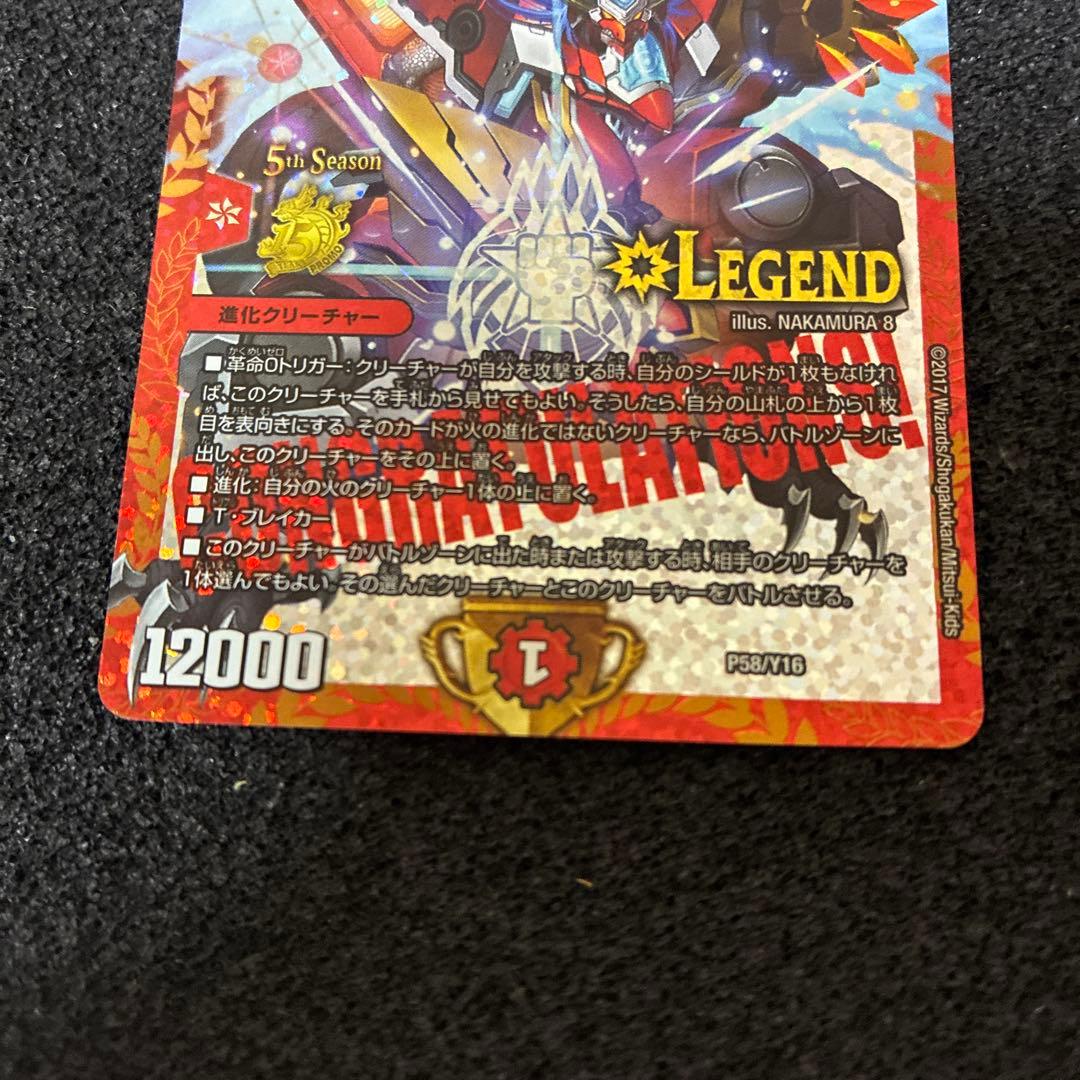 5th Season
15
PROMO
LEGEND
illus. NAKAMURA 8
進化クリーチャー
■革命0トリガー：クリーチャーが自分を攻撃する時、自分のシールドが1枚もなけれ
ば、このクリーチャーを手札から見せてもよい。そうしたら、自分の山札の上から1枚
目を表向きにする。そのカードが火の進化ではないクリーチャーなら、バトルゾーンに
出し、このクリーチャーをその上に置く。
■進化：自分の火のクリーチャー1体の上に置く。
■T・ブレイカー
■このクリーチャーがバトルゾーンに出た時または攻撃する時、相手のクリーチャーを
1体選んでもよい。その選んだクリーチャーとこのクリーチャーをバトルさせる。
CONGRATULATIONS!
12000
1
P58/Y16
©2017 Wizards/Shogakukan/Mitsui-Kids